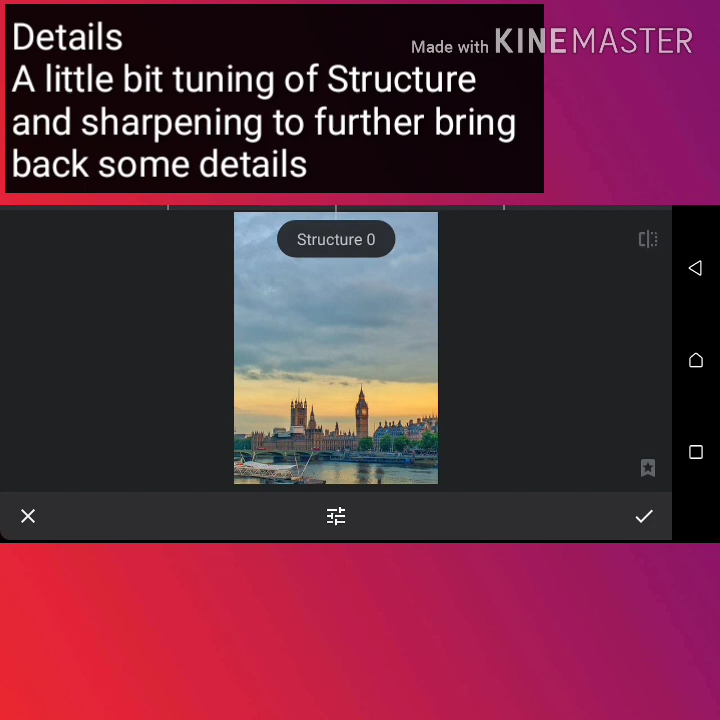 Details
Made with KINEMASTER
A little bit tuning of Structure
and sharpening to further bring
back some details
Structure 0